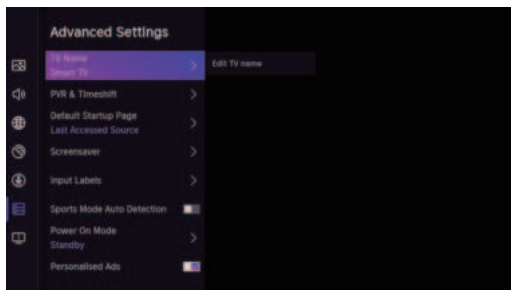 Advanced Settings
TV Name
Smart TV
Edit TV name
PVR & Timeshift
Default Startup Page
Last Accessed Source
Screensaver
Input Labels
Sports Mode Auto Detection
Power On Mode
Standby
Personalised Ads